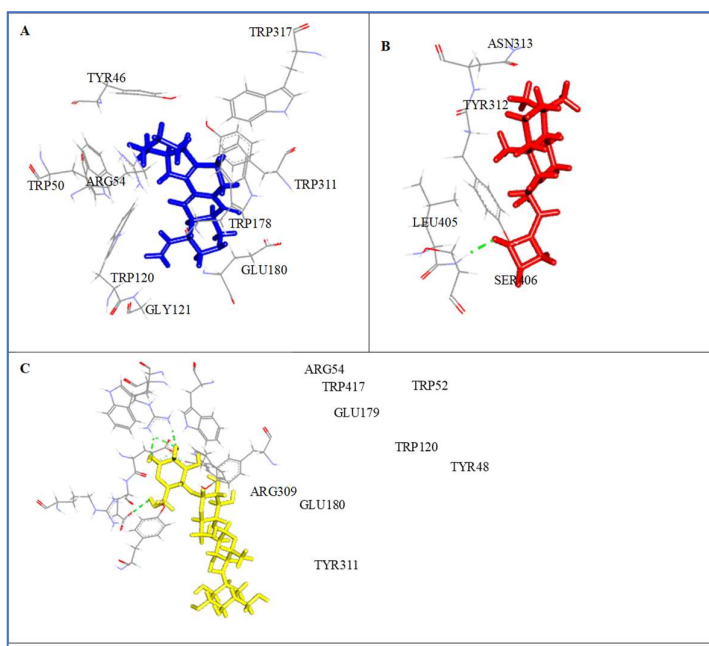 A
TRP317
TYR46
TRP50
ARG54
TRP311
TRP178
TRP120
GLU180
GLY121
B
ASN313
TYR312
LEU405
SER406
C
ARG54
TRP417
TRP52
GLU179
TRP120
TYR48
ARG309
GLU180
TYR311